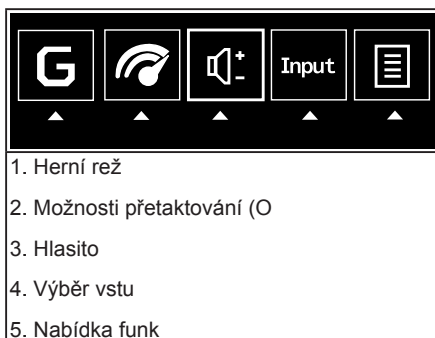 G Input
1. Herní rež
2. Možnosti přetaktování (O
3. Hlasito
4. Výběr vstu
5. Nabídka funk